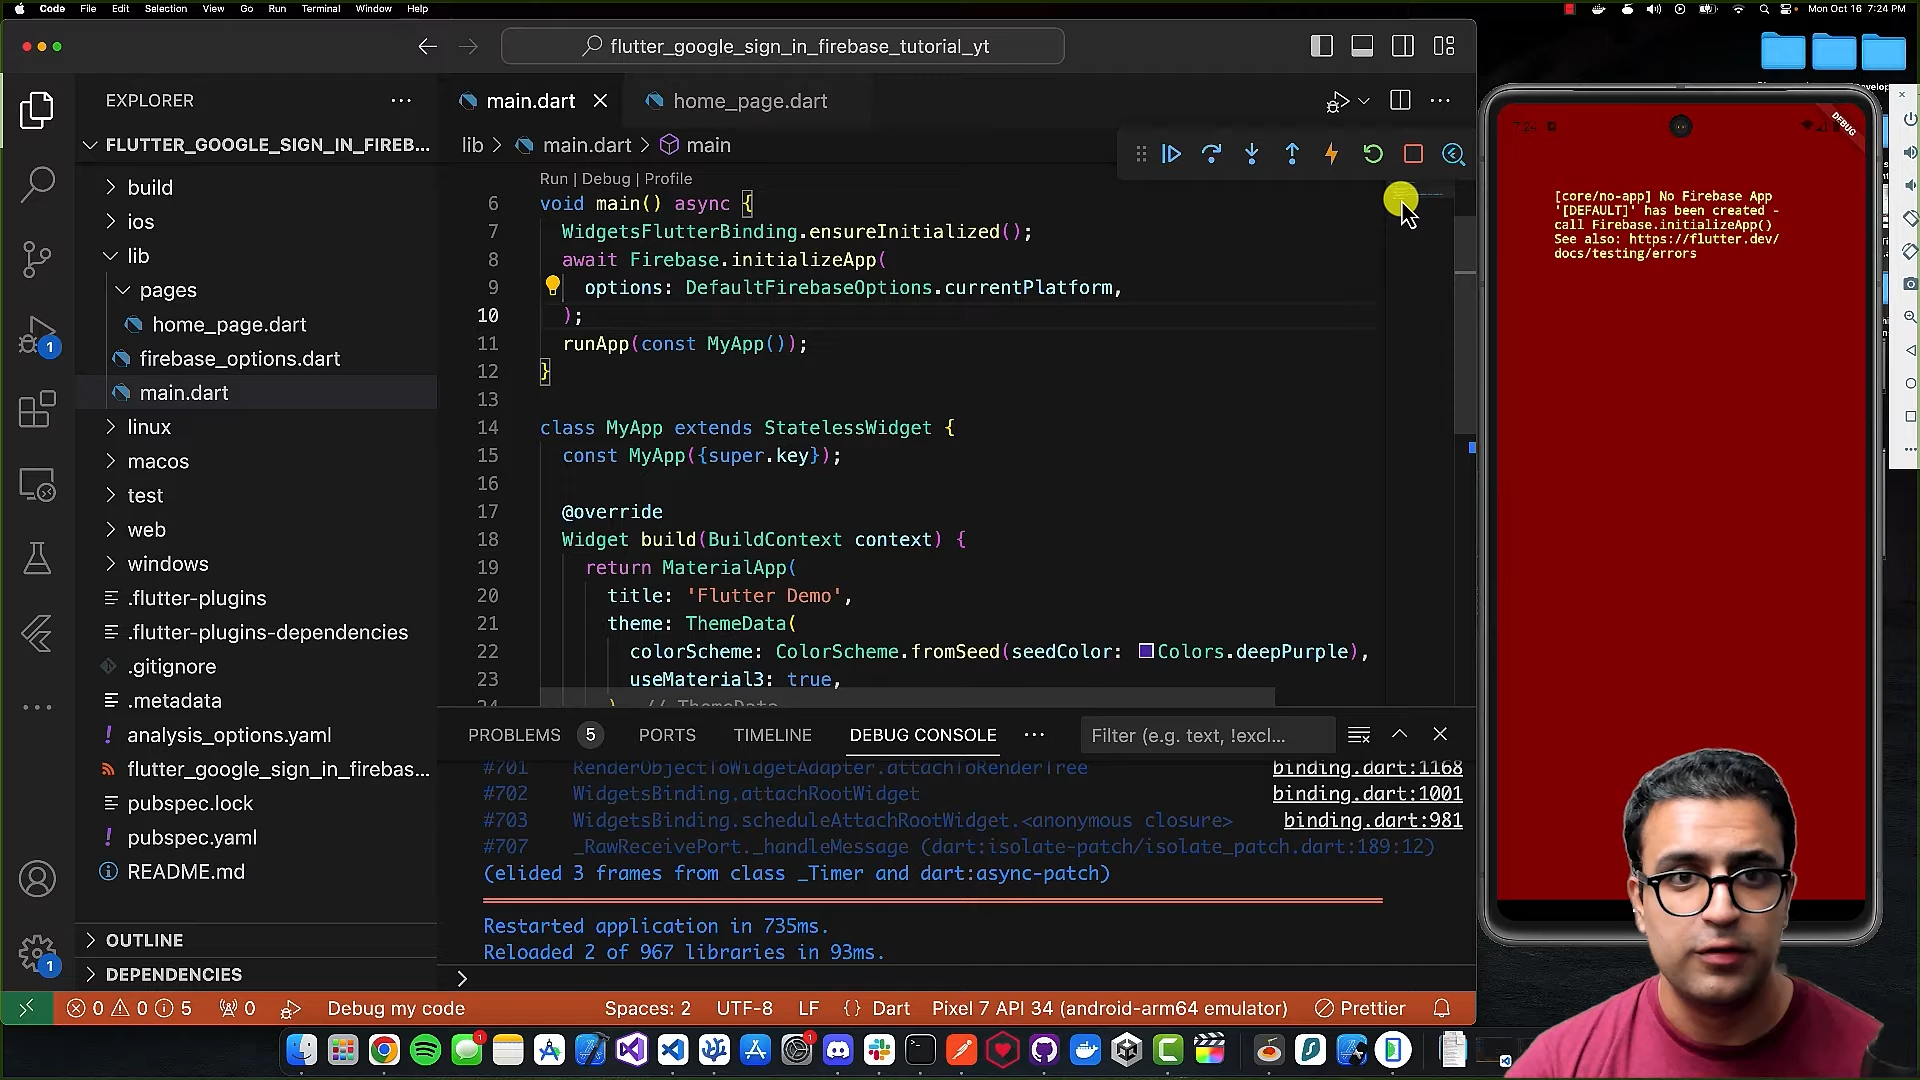 Code File Edit Selection View Go Run Terminal Window Help
Mon Oct 16 7:24 PM
flutter_google_sign_in_firebase_tutorial_yt
EXPLORER
FLUTTER_GOOGLE_SIGN_IN_FIREB...
build
ios
lib
pages
home_page.dart
firebase_options.dart
main.dart
linux
macos
test
web
windows
.flutter-plugins
.flutter-plugins-dependencies
.gitignore
.metadata
analysis_options.yaml
flutter_google_sign_in_firebas...
pubspec.lock
pubspec.yaml
README.md
OUTLINE
DEPENDENCIES
1
1
main.dart
home_page.dart
lib > main.dart > main
Run | Debug | Profile
6 void main() async {
7 WidgetsFlutterBinding.ensureInitialized();
8 await Firebase.initializeApp(
9 options: DefaultFirebaseOptions.currentPlatform,
10 );
11 runApp(const MyApp());
12 }
13
14 class MyApp extends StatelessWidget {
15 const MyApp({super.key});
16
17 @override
18 Widget build(BuildContext context) {
19 return MaterialApp(
20 title: 'Flutter Demo',
21 theme: ThemeData(
22 colorScheme: ColorScheme.fromSeed(seedColor: Colors.deepPurple),
23 useMaterial3: true,
24 ), // ThemeData
PROBLEMS 5 PORTS TIMELINE DEBUG CONSOLE Filter (e.g. text, !excl...
#701 RenderObjectToWidgetAdapter.attachToRenderTree binding.dart:1168
#702 WidgetsBinding.attachRootWidget binding.dart:1001
#703 WidgetsBinding.scheduleAttachRootWidget.<anonymous closure> binding.dart:981
#707 _RawReceivePort._handleMessage (dart:isolate-patch/isolate_patch.dart:189:12)
(elided 3 frames from class _Timer and dart:async-patch)
Restarted application in 735ms.
Reloaded 2 of 967 libraries in 93ms.
0 0 5 0 Debug my code Spaces: 2 UTF-8 LF {} Dart Pixel 7 API 34 (android-arm64 emulator) Prettier
7:24
DEBUG
[core/no-app] No Firebase App
'[DEFAULT]' has been created -
call Firebase.initializeApp()
See also: https://flutter.dev/
docs/testing/errors
1
1